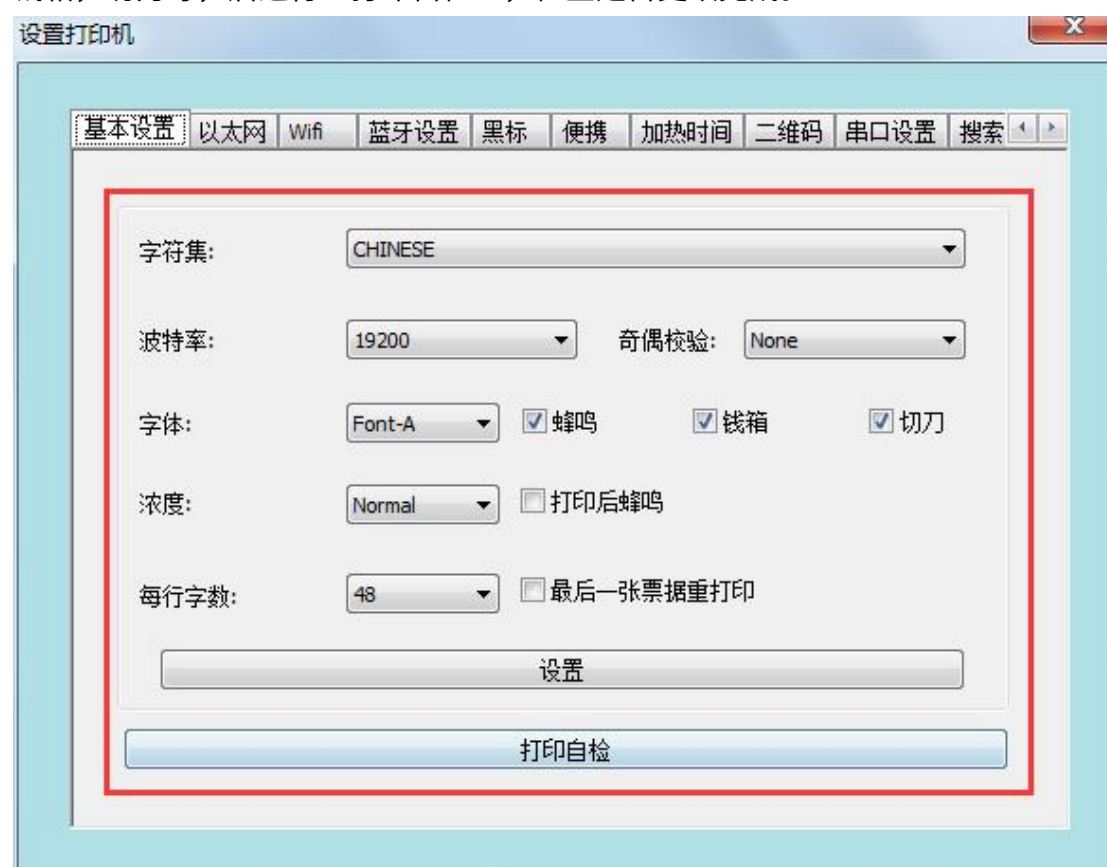 设置打印机
基本设置 以太网 Wifi 蓝牙设置 黑标 便携 加热时间 二维码 串口设置 搜索
字符集: CHINESE
波特率: 19200 奇偶校验: None
字体: Font-A 蜂鸣 钱箱 切刀
浓度: Normal 打印后蜂鸣
每行字数: 48 最后一张票据重打印
设置
打印自检